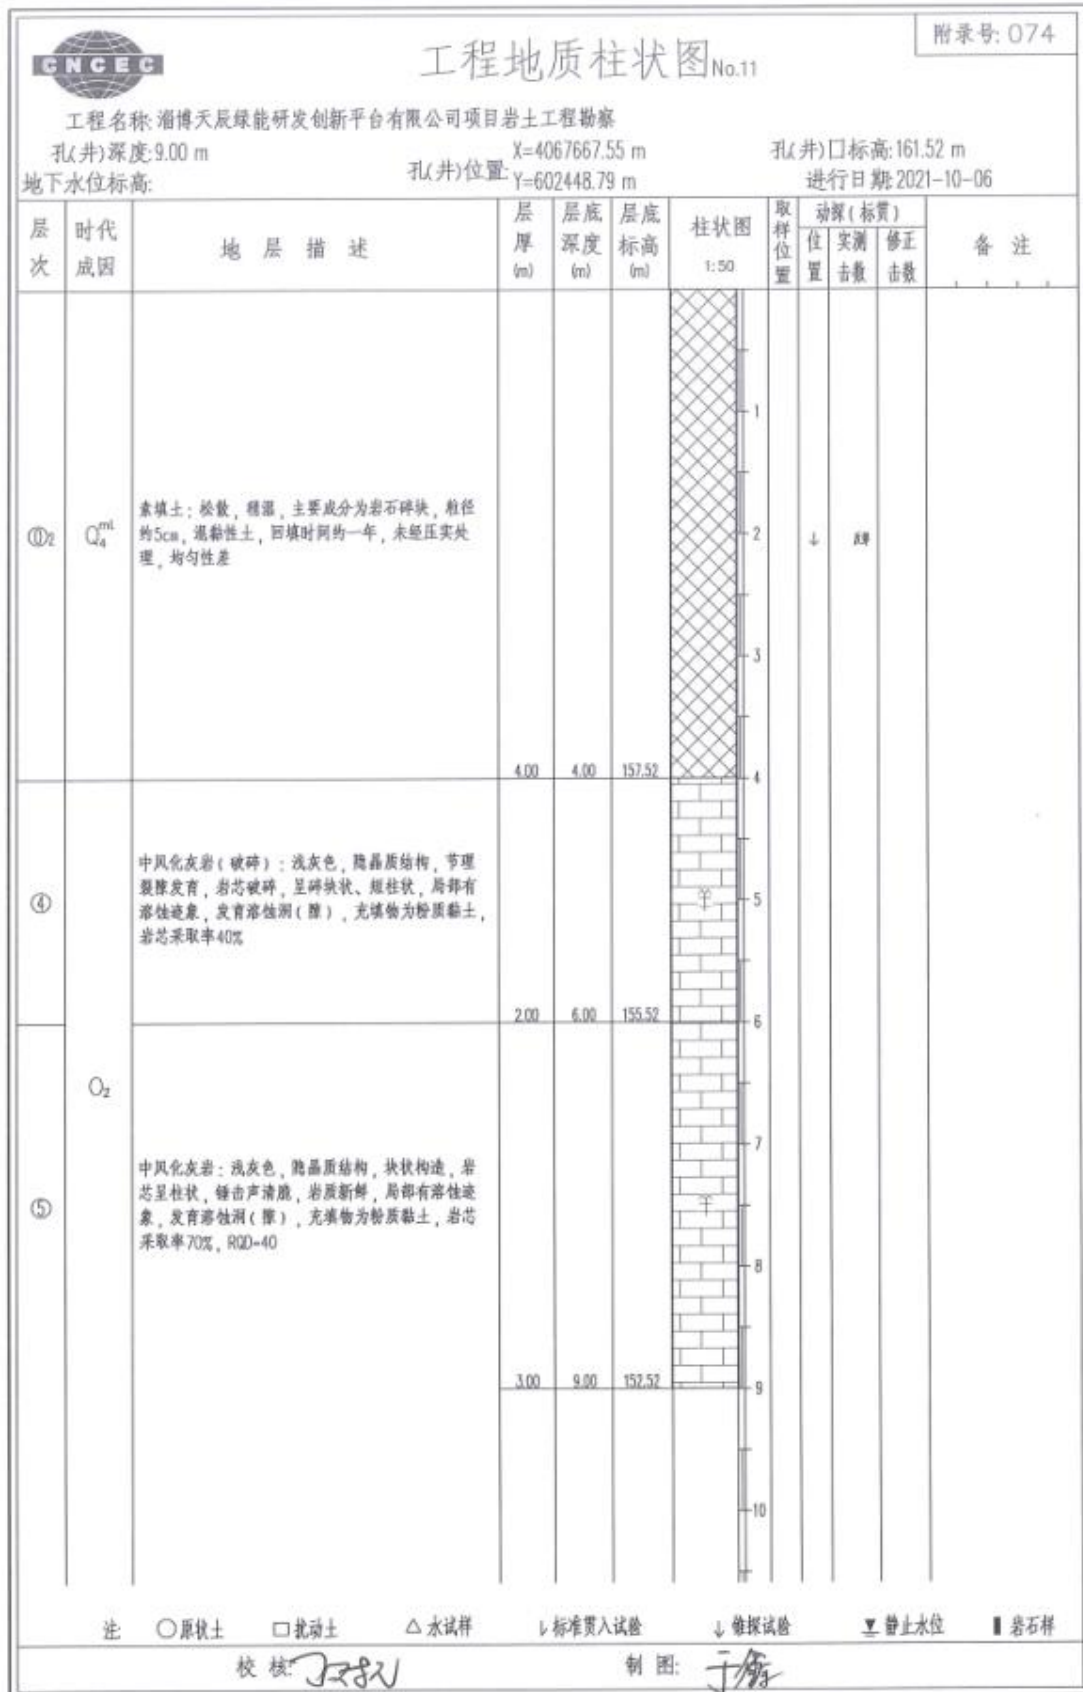 附录号: 074
CNCEC
工程地质柱状图No.11
工程名称: 淄博天辰绿能研发创新平台有限公司项目岩土工程勘察
孔(井)深度:9.00 m
孔(井)位置:
X=4067667.55 m
Y=602448.79 m
孔(井)口标高:161.52 m
地下水位标高:
进行日期:2021-10-06
层次
时代成因
地 层 描 述
层厚(m)
层底深度(m)
层底标高(m)
柱状图
1:50
取样位置
动探(标贯)
位置
实测击数
修正击数
备 注
①2
Q4ml
素填土: 松散, 稍湿, 主要成分为岩石碎块, 粒径
约5cm, 混黏性土, 回填时间约一年, 未经压实处
理, 均匀性差
4.00 4.00 157.52
④
中风化灰岩(破碎): 浅灰色, 隐晶质结构, 节理
裂隙发育, 岩芯破碎, 呈碎块状、短柱状, 局部有
溶蚀迹象, 发育溶蚀洞(隙), 充填物为粉质黏土,
岩芯采取率40%
2.00 6.00 155.52
O2
⑤
中风化灰岩: 浅灰色, 隐晶质结构, 块状构造, 岩
芯呈柱状, 锤击声清脆, 岩质新鲜, 局部有溶蚀迹
象, 发育溶蚀洞(隙), 充填物为粉质黏土, 岩芯
采取率70%, RQD=40
3.00 9.00 152.52
1
2
3
4
5
6
7
8
9
10
注: ○原状土 □扰动土 △水试样 标准贯入试验 ↓锥探试验 静止水位 岩石样
校 核:
制 图: 于鑫